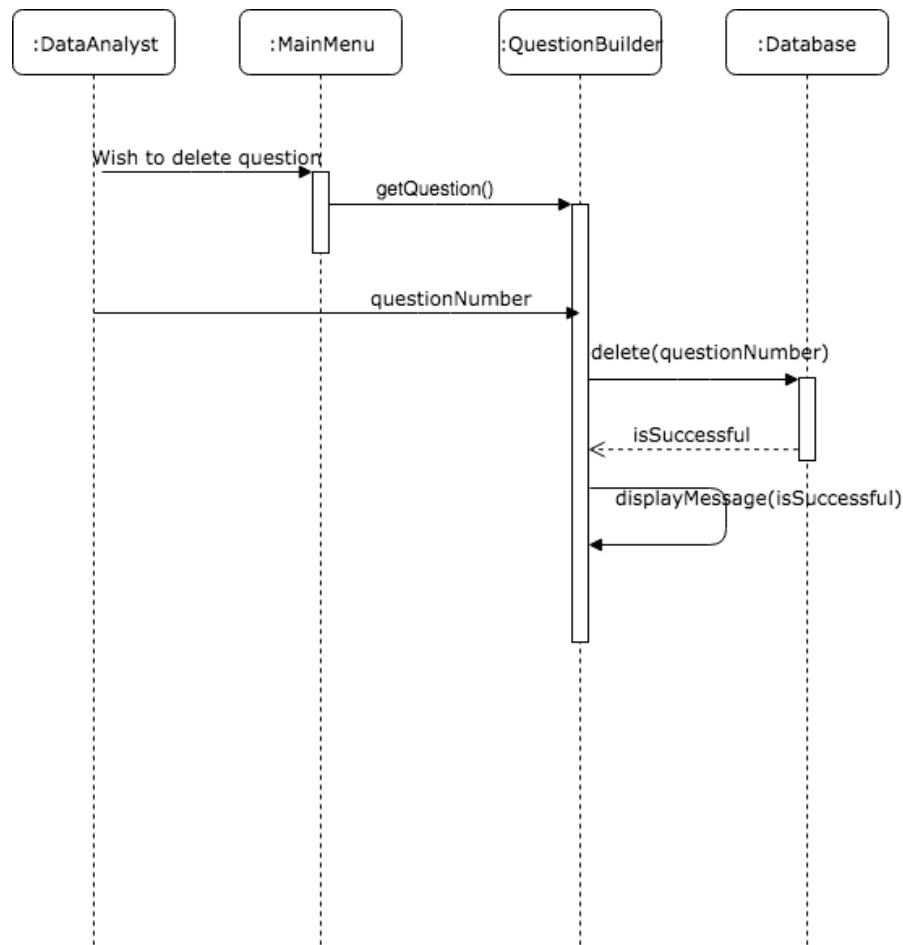 :DataAnalyst
:MainMenu
:QuestionBuilder
:Database
Wish to delete question
getQuestion()
questionNumber
delete(questionNumber)
isSuccessful
displayMessage(isSuccessful)